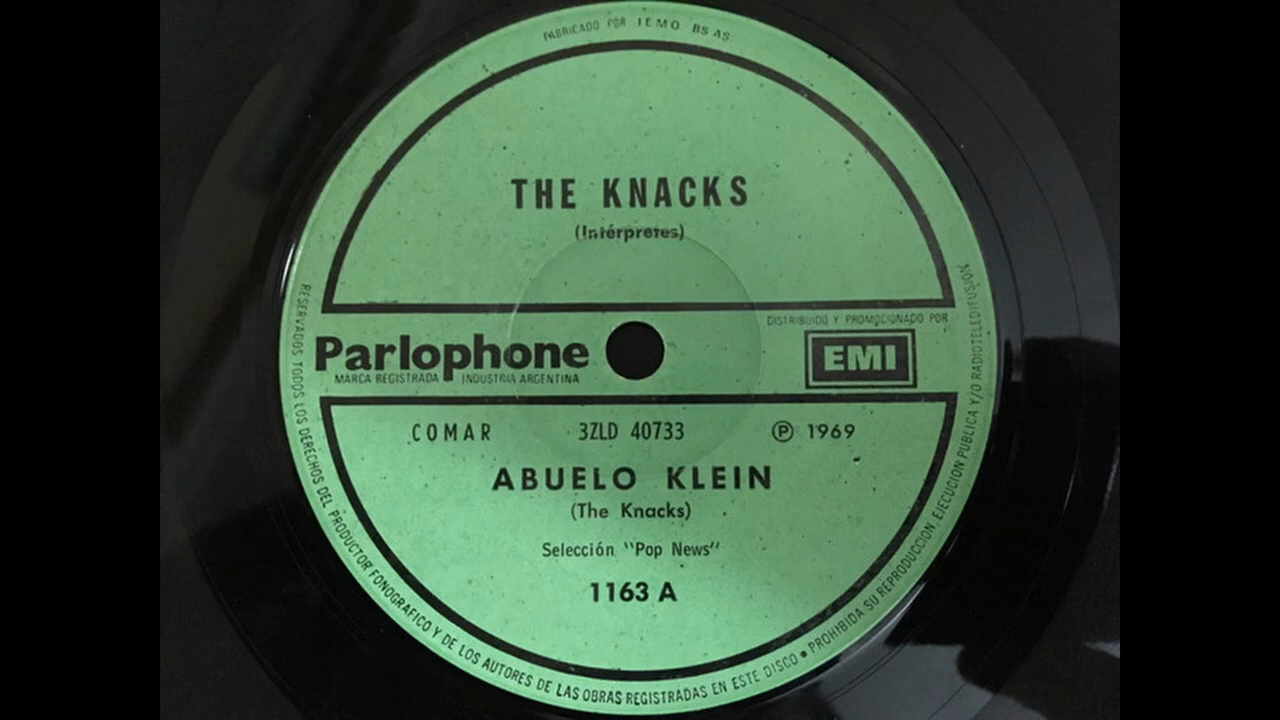 FABRICADO POR IEMO BS AS
THE KNACKS
(Intérpretes)
DISTRIBUIDO Y PROMOCIONADO POR
Parlophone
EMI
MARCA REGISTRADA INDUSTRIA ARGENTINA
COMAR 3ZLD 40733 ℗ 1969
ABUELO KLEIN
(The Knacks)
Selección "Pop News"
1163 A
RESERVADOS TODOS LOS DERECHOS DEL PRODUCTOR FONOGRAFICO Y DE LOS AUTORES DE LAS OBRAS REGISTRADAS EN ESTE DISCO • PROHIBIDA SU REPRODUCCION, EJECUCION PUBLICA Y/O RADIOTELEDIFUSION